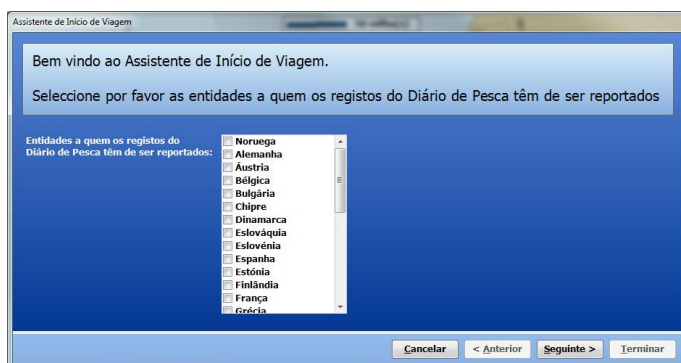 Assistente de Início de Viagem
Bem vindo ao Assistente de Início de Viagem.
Seleccione por favor as entidades a quem os registos do Diário de Pesca têm de ser reportados
Entidades a quem os registos do
Diário de Pesca têm de ser reportados:
Noruega
Alemanha
Áustria
Bélgica
Bulgária
Chipre
Dinamarca
Eslováquia
Eslovénia
Espanha
Estónia
Finlândia
França
Grécia
Cancelar < Anterior Seguinte > Terminar